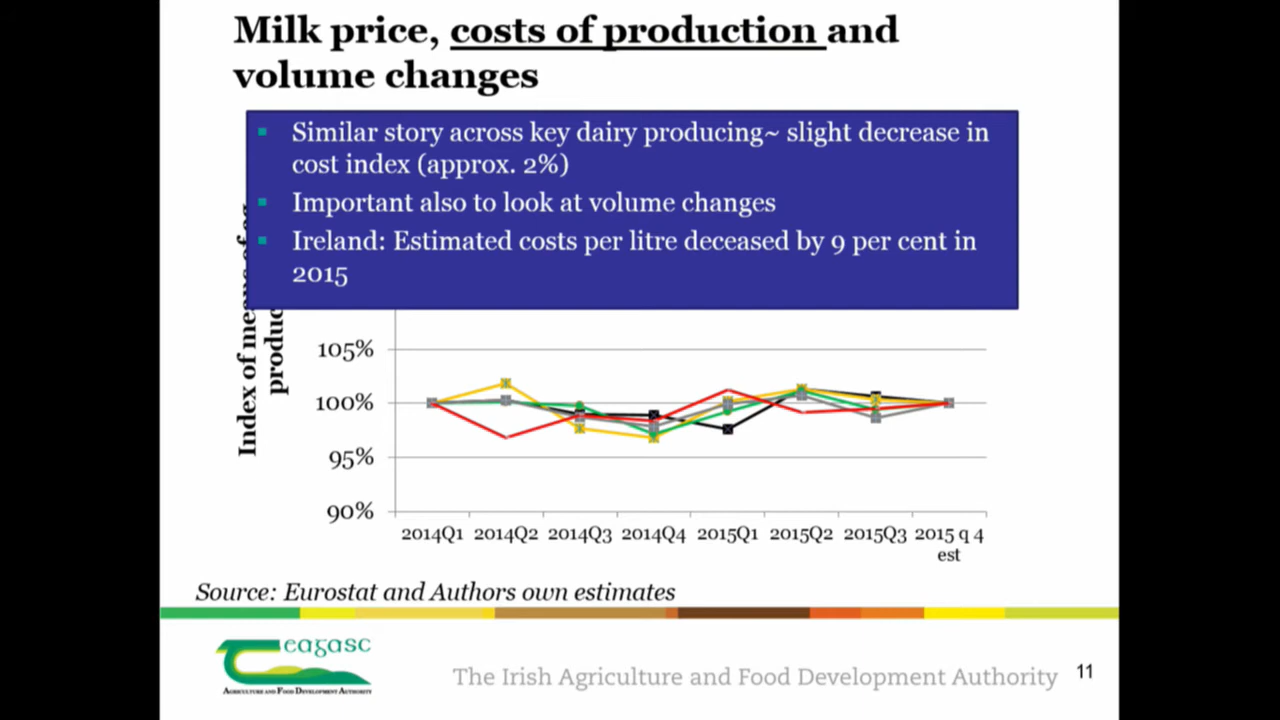 Milk price, costs of production and
volume changes
Similar story across key dairy producing~ slight decrease in
cost index (approx. 2%)
Important also to look at volume changes
Ireland: Estimated costs per litre deceased by 9 per cent in
2015
Index of
105%
100%
95%
90%
2014Q1 2014Q2 2014Q3 2014Q4 2015Q1 2015Q2 2015Q3 2015 q 4
est
Source: Eurostat and Authors own estimates
eagasc
AGRICULTURE AND FOOD DEVELOPMENT AUTHORITY
The Irish Agriculture and Food Development Authority
11